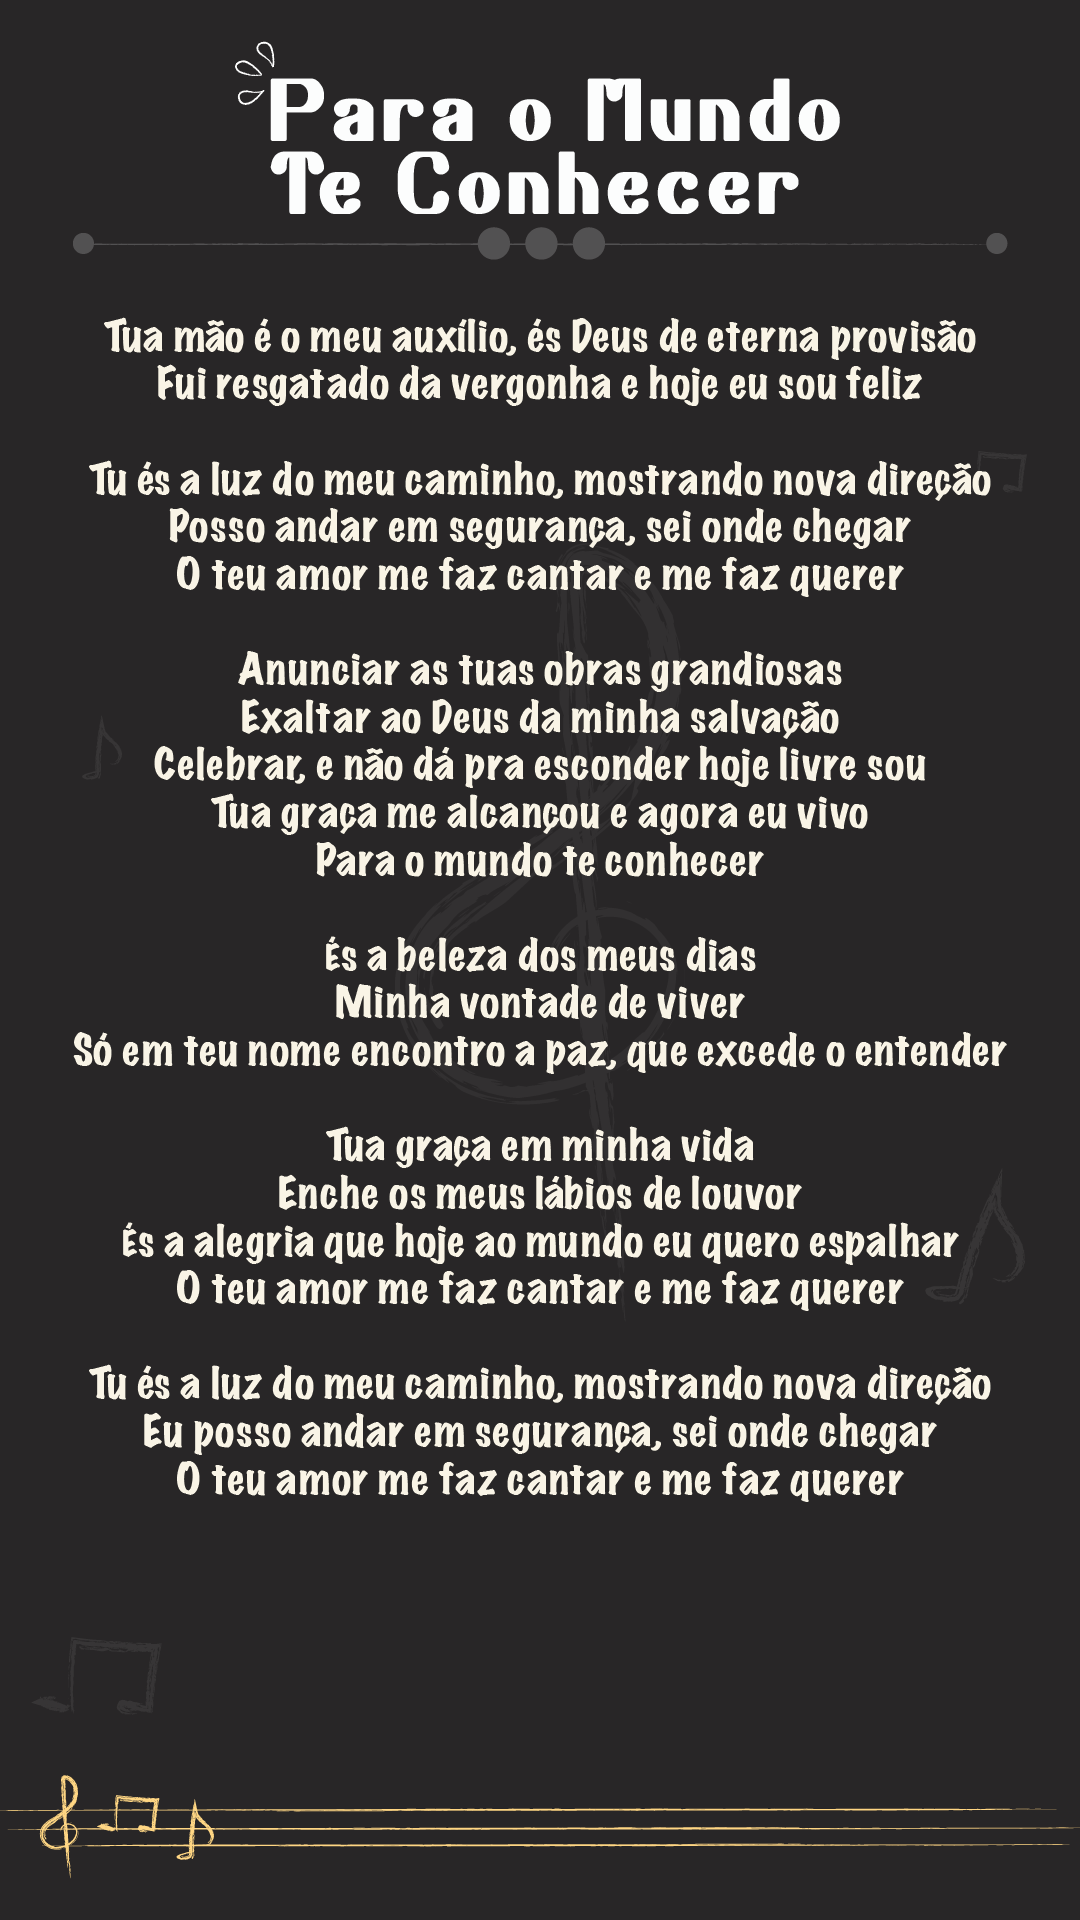 Para o Mundo
Te Conhecer
Tua mão é o meu auxílio, és Deus de eterna provisão
Fui resgatado da vergonha e hoje eu sou feliz
Tu és a luz do meu caminho, mostrando nova direção
Posso andar em segurança, sei onde chegar
O teu amor me faz cantar e me faz querer
Anunciar as tuas obras grandiosas
Exaltar ao Deus da minha salvação
Celebrar, e não dá pra esconder hoje livre sou
Tua graça me alcançou e agora eu vivo
Para o mundo te conhecer
És a beleza dos meus dias
Minha vontade de viver
Só em teu nome encontro a paz, que excede o entender
Tua graça em minha vida
Enche os meus lábios de louvor
És a alegria que hoje ao mundo eu quero espalhar
O teu amor me faz cantar e me faz querer
Tu és a luz do meu caminho, mostrando nova direção
Eu posso andar em segurança, sei onde chegar
O teu amor me faz cantar e me faz querer